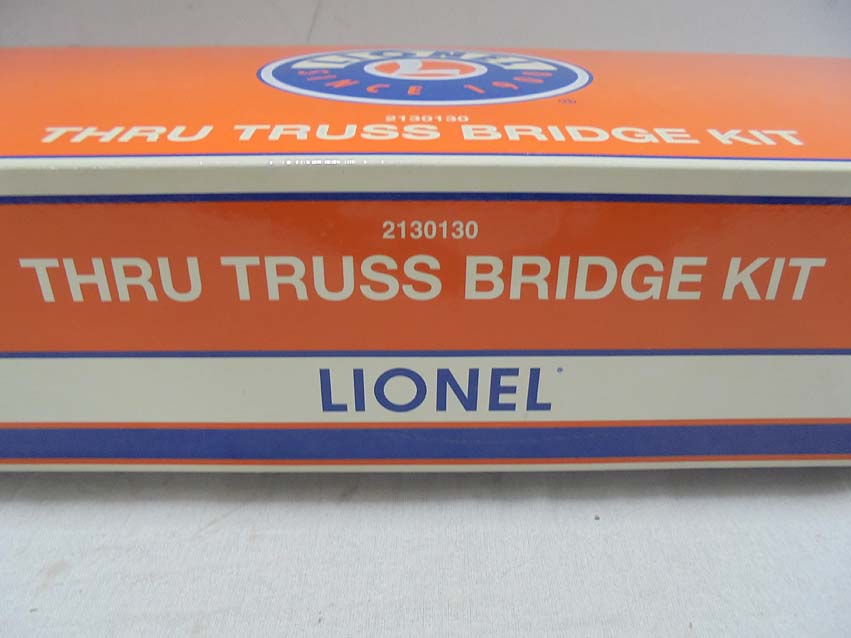 LIONEL
SINCE 1900
2130130
THRU TRUSS BRIDGE KIT
2130130
THRU TRUSS BRIDGE KIT
LIONEL